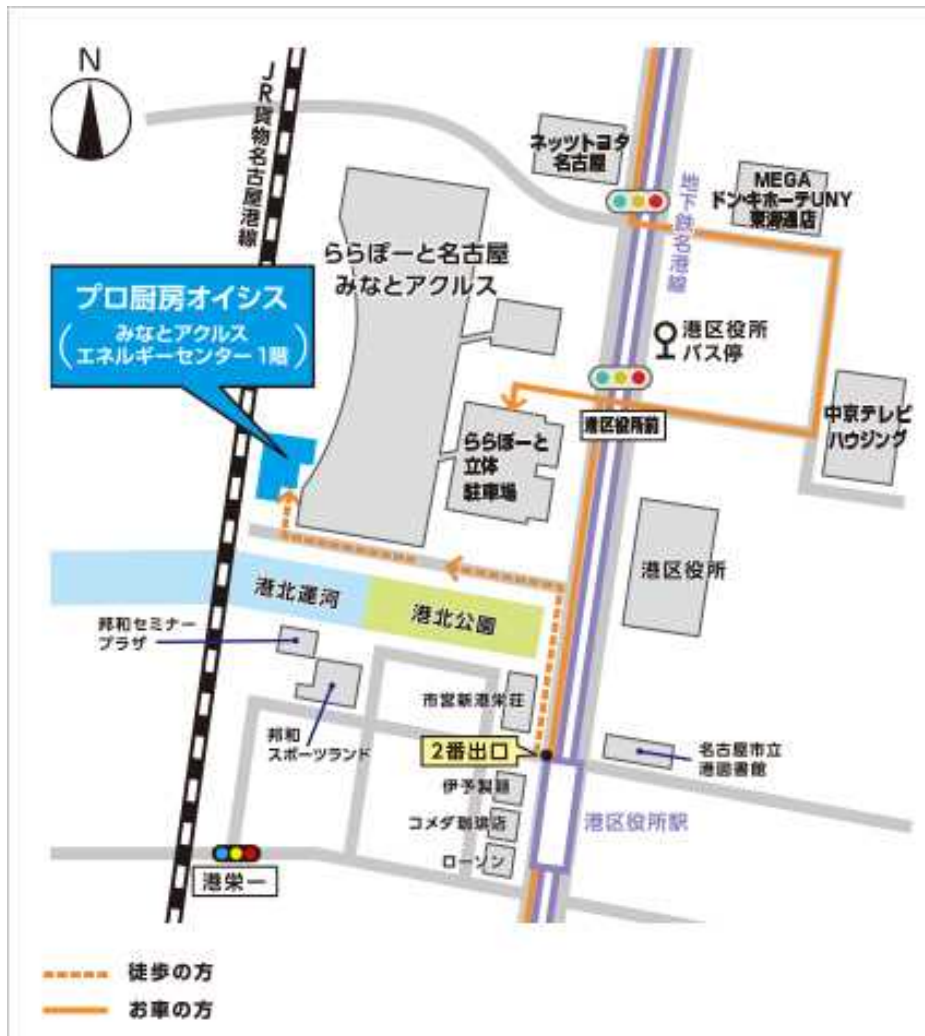 N
JR貨物名古屋港線
ネッツトヨタ
名古屋
地下鉄名港線
MEGA
ドン・キホーテUNY
東海通店
ららぽーと名古屋
みなとアクルス
プロ厨房オイシス
(みなとアクルス
エネルギーセンター1階)
港区役所
バス停
港区役所前
中京テレビ
ハウジング
ららぽーと
立体
駐車場
港区役所
港北運河
港北公園
邦和セミナー
プラザ
市営新港栄荘
邦和
スポーツランド
2番出口
名古屋市立
港図書館
伊予製麺
コメダ珈琲店
港区役所駅
ローソン
港栄一
徒歩の方
お車の方